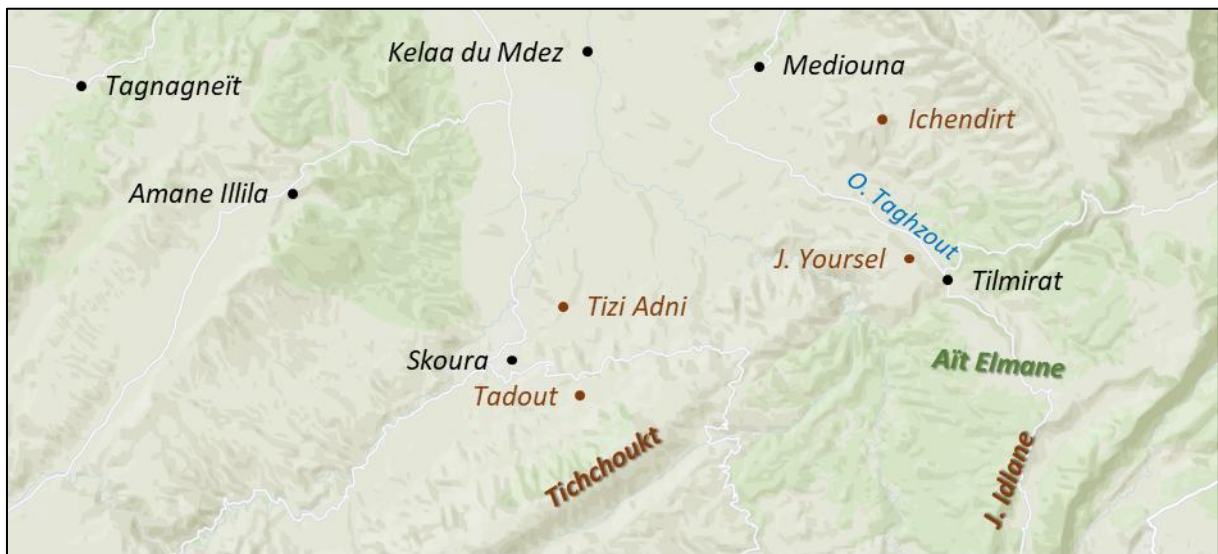 Kelaa du Mdez
Mediouna
Tagnagneït
Ichendirt
Amane Illila
O. Taghzout
J. Yoursel
Tilmirat
Tizi Adni
Skoura
Aït Elmane
Tadout
Tichchoukt
J. Idlane